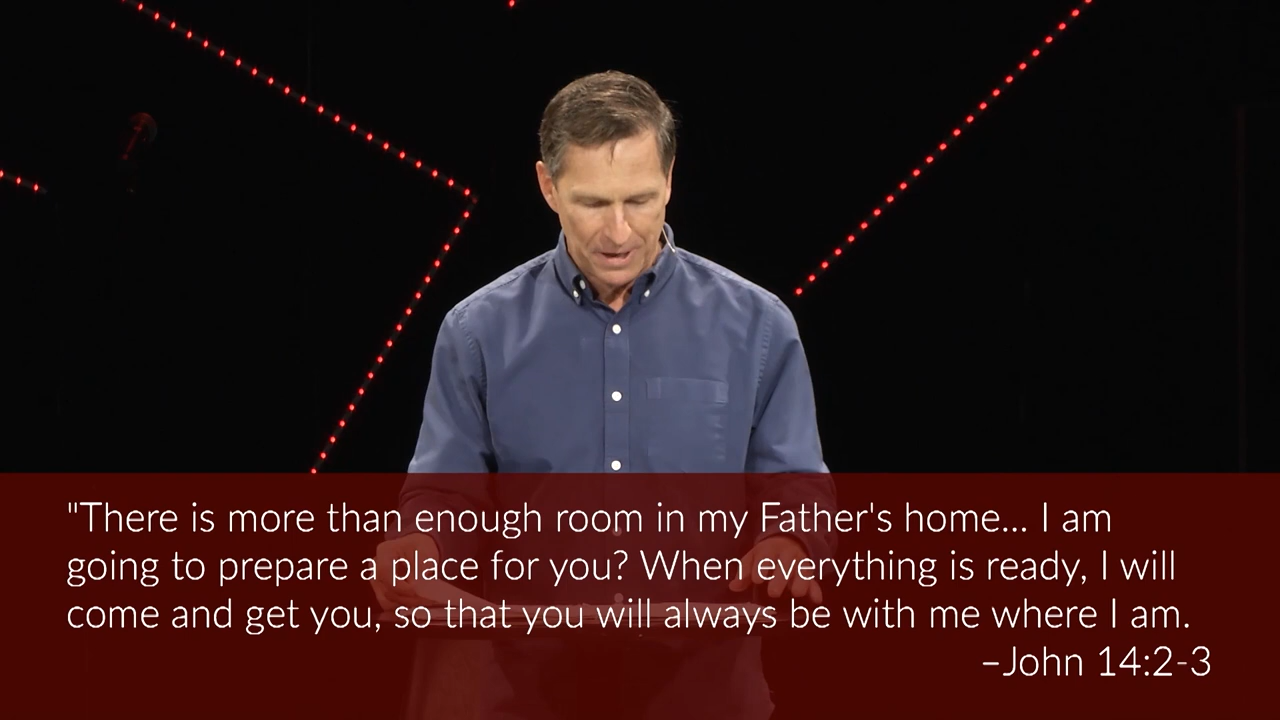 "There is more than enough room in my Father's home... I am
going to prepare a place for you? When everything is ready, I will
come and get you, so that you will always be with me where I am.
–John 14:2-3